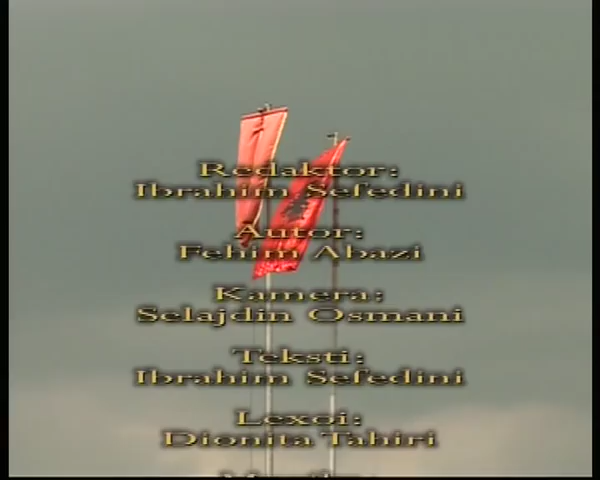 Redaktor:
Ibrahim Sefedini
Autor:
Fehim Abazi
Kamera:
Selajdin Osmani
Teksti:
Ibrahim Sefedini
Lexoi:
Dionita Tahiri